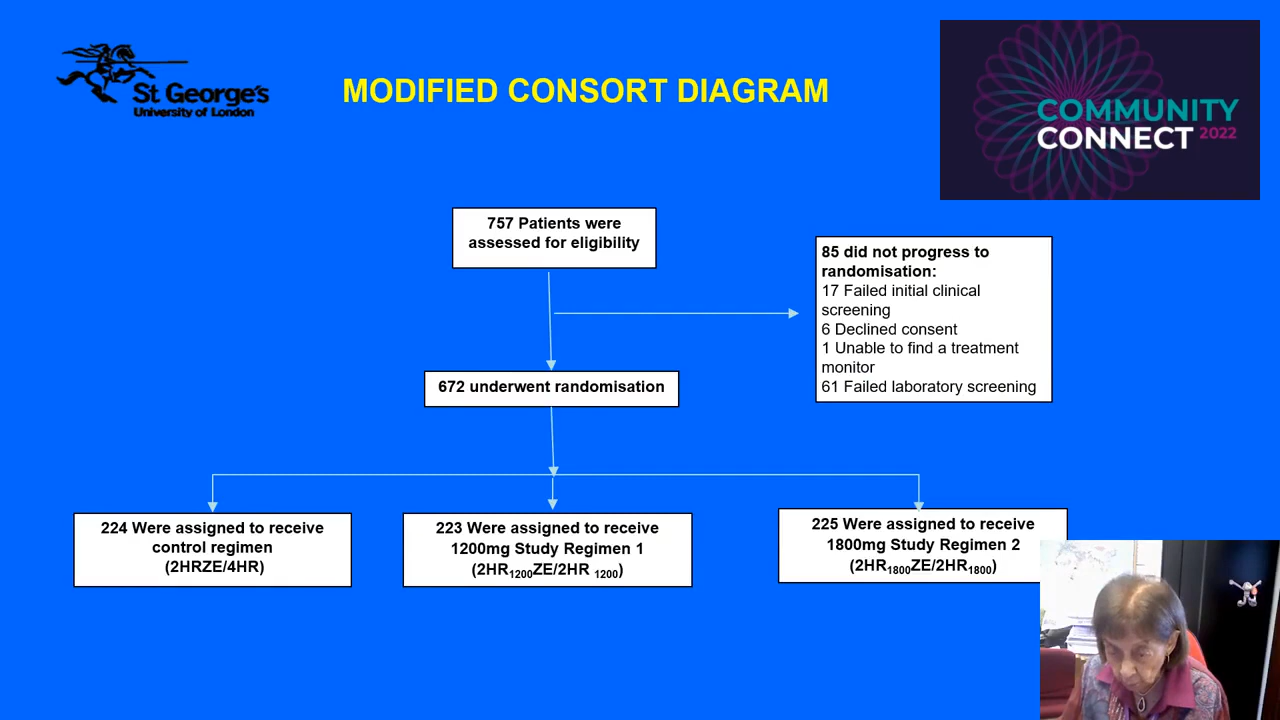 St George's
University of London
MODIFIED CONSORT DIAGRAM
COMMUNITY
CONNECT 2022
757 Patients were
assessed for eligibility
85 did not progress to
randomisation:
17 Failed initial clinical
screening
6 Declined consent
1 Unable to find a treatment
monitor
61 Failed laboratory screening
672 underwent randomisation
224 Were assigned to receive
control regimen
(2HRZE/4HR)
223 Were assigned to receive
1200mg Study Regimen 1
(2HR1200ZE/2HR 1200)
225 Were assigned to receive
1800mg Study Regimen 2
(2HR1800ZE/2HR1800)